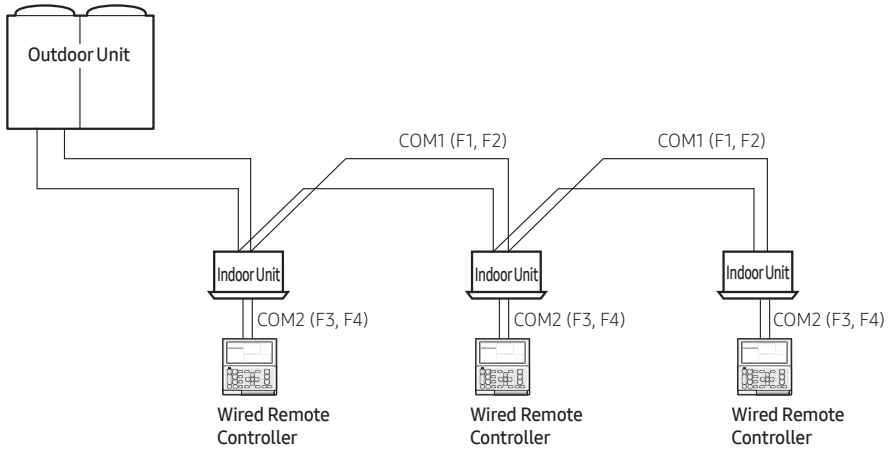 Outdoor Unit
COM1 (F1, F2)
COM1 (F1, F2)
Indoor Unit
Indoor Unit
Indoor Unit
COM2 (F3, F4)
COM2 (F3, F4)
COM2 (F3, F4)
Wired Remote
Controller
Wired Remote
Controller
Wired Remote
Controller